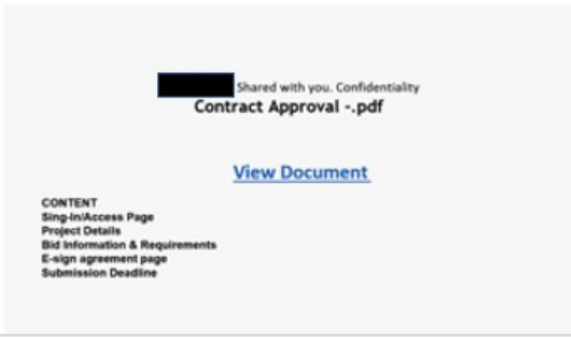 Shared with you. Confidentiality
Contract Approval -.pdf
View Document
CONTENT
Sing-In/Access Page
Project Details
Bid Information & Requirements
E-sign agreement page
Submission Deadline